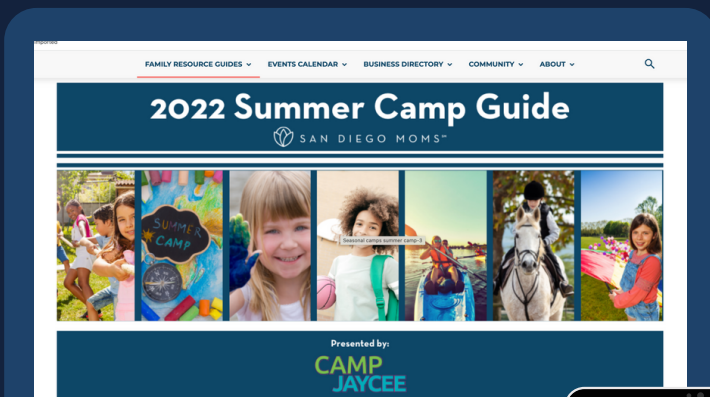 FAMILY RESOURCE GUIDES EVENTS CALENDAR BUSINESS DIRECTORY COMMUNITY ABOUT
2022 Summer Camp Guide
SAN DIEGO MOMS
SUMMER
CAMP
Seasonal camps summer camp-3
Presented by:
CAMP
JAYCEE